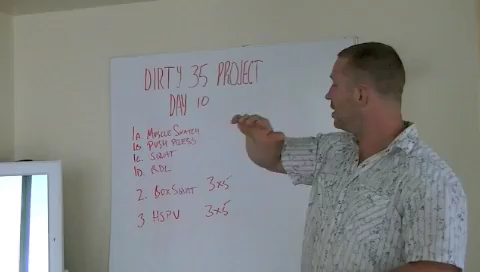 DIRTY 35 PROJECT
DAY 10
1A. MUSCLE SNATCH
1B. PUSH PRESS
1C. SQUAT
1D. RDL
2. BOX SQUAT 3x5
3 HSPU 3x5